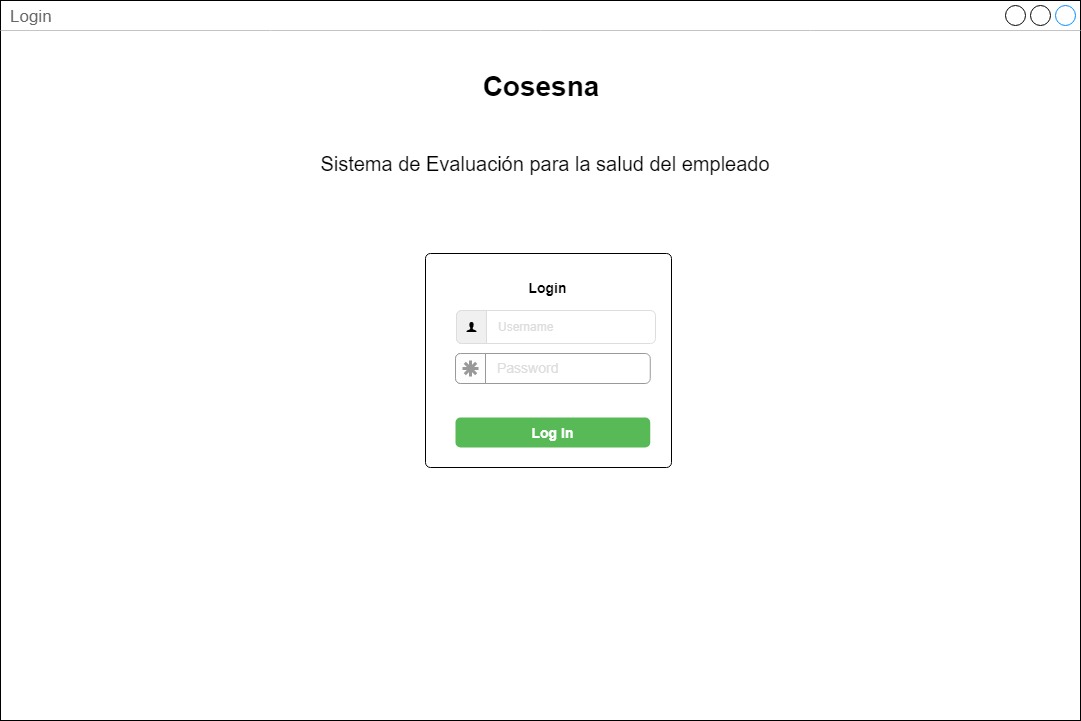 Login
Cosesna
Sistema de Evaluación para la salud del empleado
Login
Username
Password
Log In